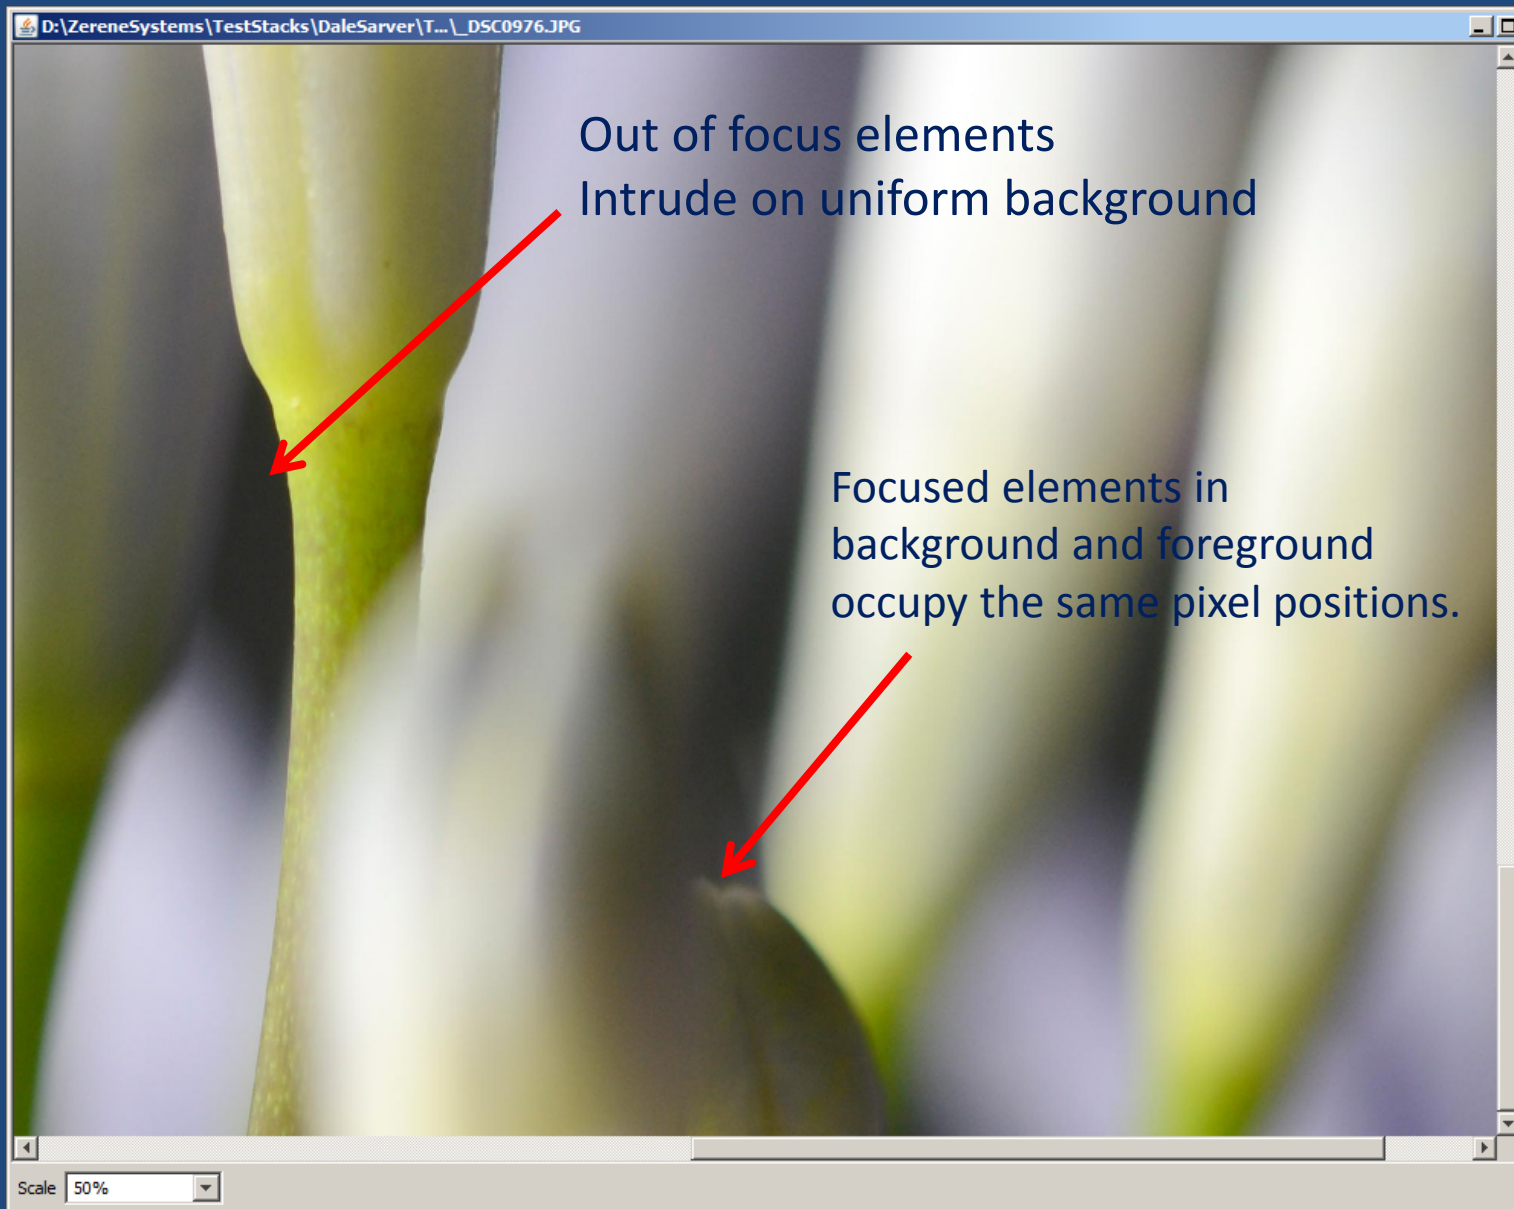 D:\ZereneSystems\TestStacks\DaleSarver\T...\_DSC0976.JPG
Out of focus elements
Intrude on uniform background
Focused elements in
background and foreground
occupy the same pixel positions.
Scale 50%